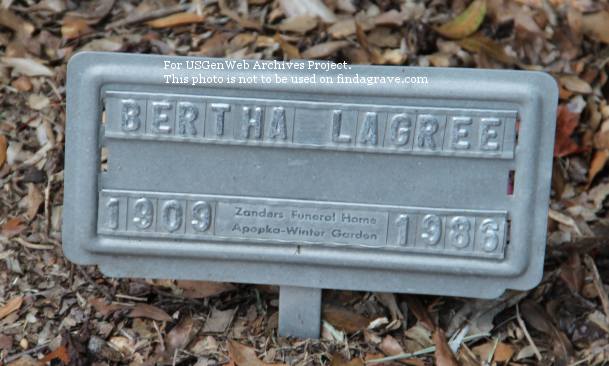 For USGenWeb Archives Project.
This photo is not to be used on findagrave.com
BERTHA LAGREE
1909 Zanders Funeral Home 1986
Apopka-Winter Garden